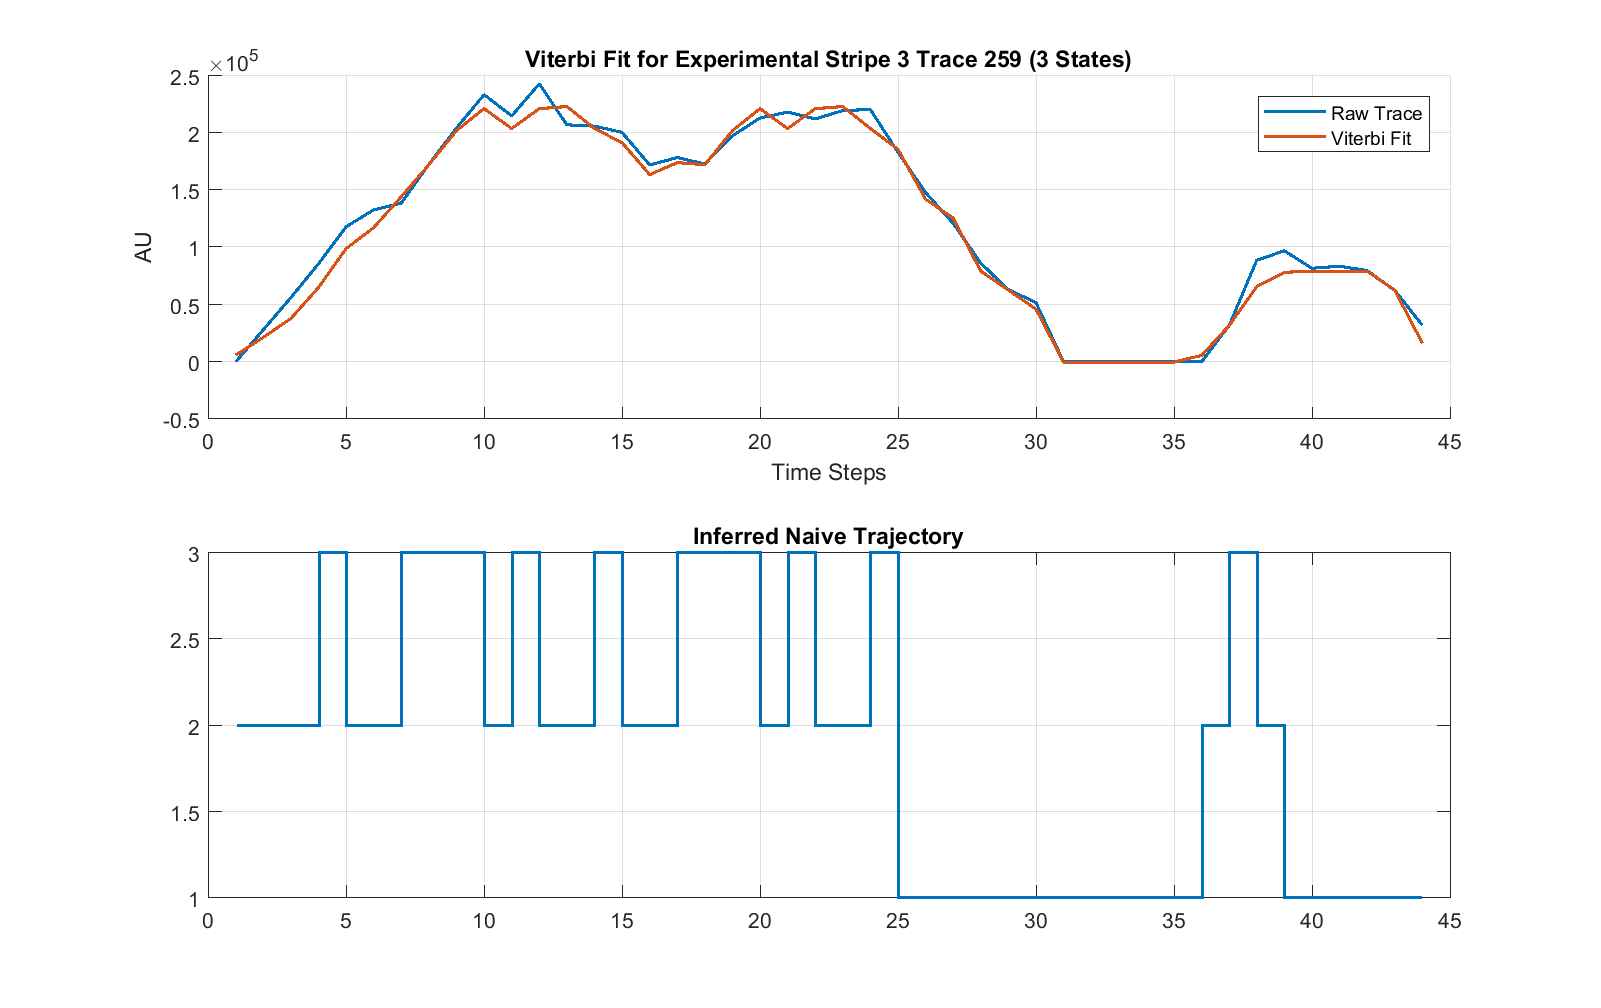 Viterbi Fit for Experimental Stripe 3 Trace 259 (3 States)
×10^5
2.5
2
1.5
1
0.5
0
-0.5
AU
Raw Trace
Viterbi Fit
0 5 10 15 20 25 30 35 40 45
Time Steps
Inferred Naive Trajectory
3
2.5
2
1.5
1
0 5 10 15 20 25 30 35 40 45